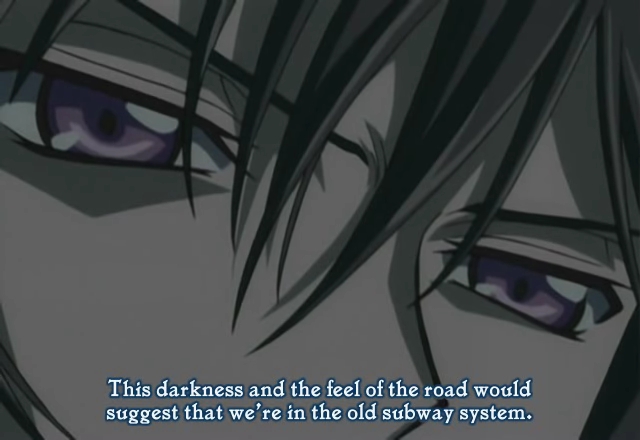 This darkness and the feel of the road would
suggest that we're in the old subway system.